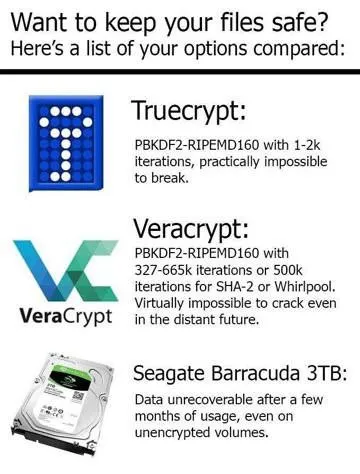 Want to keep your files safe?
Here's a list of your options compared:
Truecrypt:
PBKDF2-RIPEMD160 with 1-2k
iterations, practically impossible
to break.
Veracrypt:
PBKDF2-RIPEMD160 with
327-665k iterations or 500k
iterations for SHA-2 or Whirlpool.
Virtually impossible to crack even
in the distant future.
VeraCrypt
Seagate Barracuda 3TB:
Data unrecoverable after a few
months of usage, even on
unencrypted volumes.